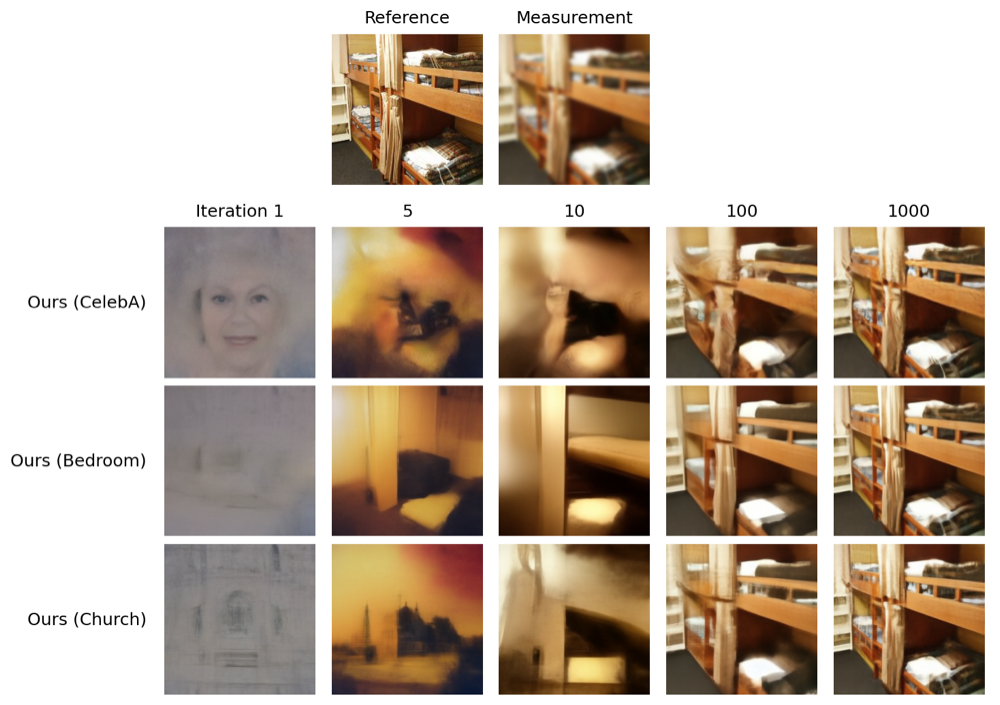 Reference Measurement
Iteration 1 5 10 100 1000
Ours (CelebA)
Ours (Bedroom)
Ours (Church)